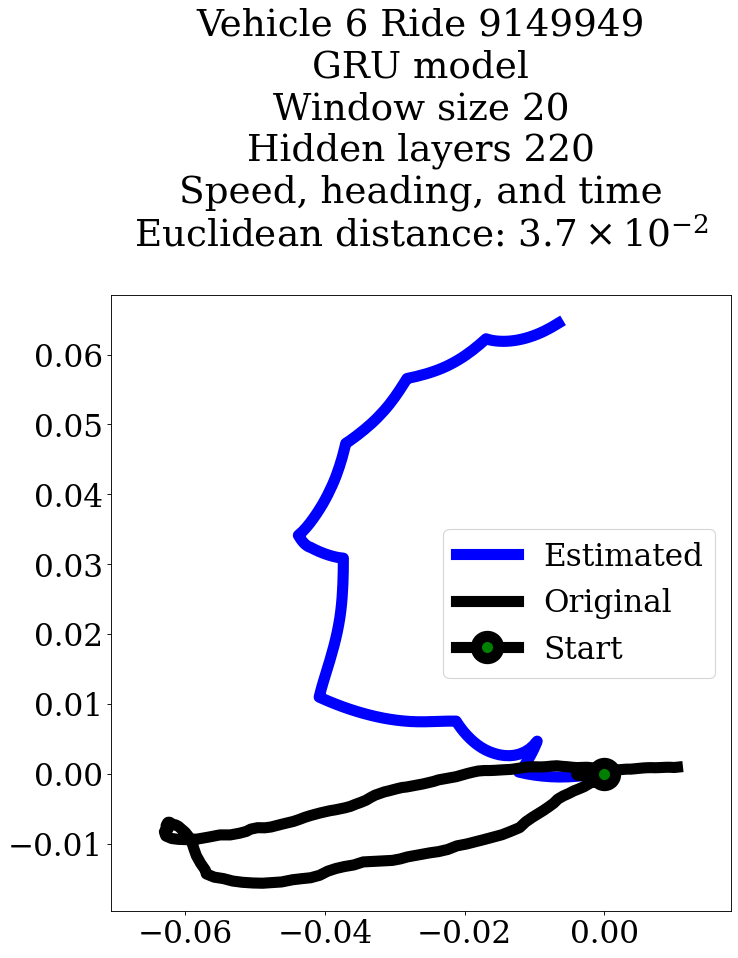 Vehicle 6 Ride 9149949
GRU model
Window size 20
Hidden layers 220
Speed, heading, and time
Euclidean distance: 3.7 × 10⁻²
0.06
0.05
0.04
0.03
0.02
0.01
0.00
−0.01
Estimated
Original
Start
−0.06 −0.04 −0.02 0.00